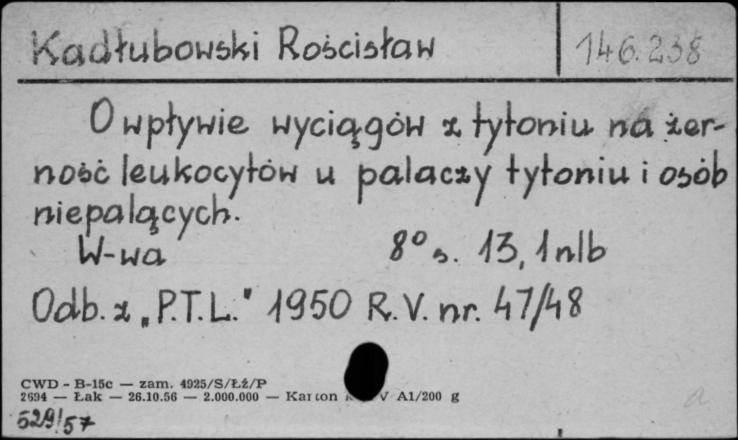 Kadłubowski Rościsław 146.238
O wpływie wyciągów z tytoniu na żer-
ność leukocytów u palaczy tytoniu i osób
niepalących.
W-wa 8° s. 13, 1 nlb
Odb. z „P.T.L." 1950 R. V. nr. 47/48
CWD - B-15c — zam. 4925/S/Łż/P
2694 — Łak — 26.10.56 — 2.000.000 — Karton V A1/200 g
529/57
a